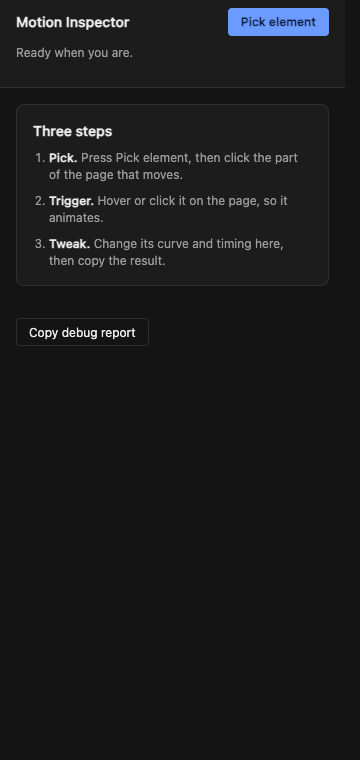 Motion Inspector
Pick element
Ready when you are.
Three steps
1. Pick. Press Pick element, then click the part
of the page that moves.
2. Trigger. Hover or click it on the page, so it
animates.
3. Tweak. Change its curve and timing here,
then copy the result.
Copy debug report